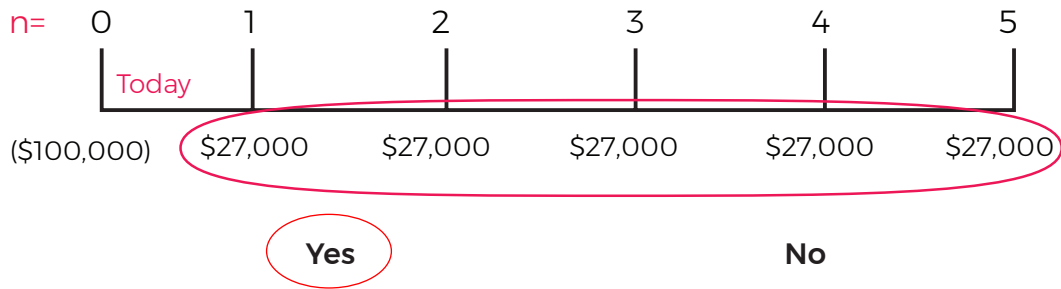 n= 0 1 2 3 4 5
Today
($100,000) $27,000 $27,000 $27,000 $27,000 $27,000
Yes No